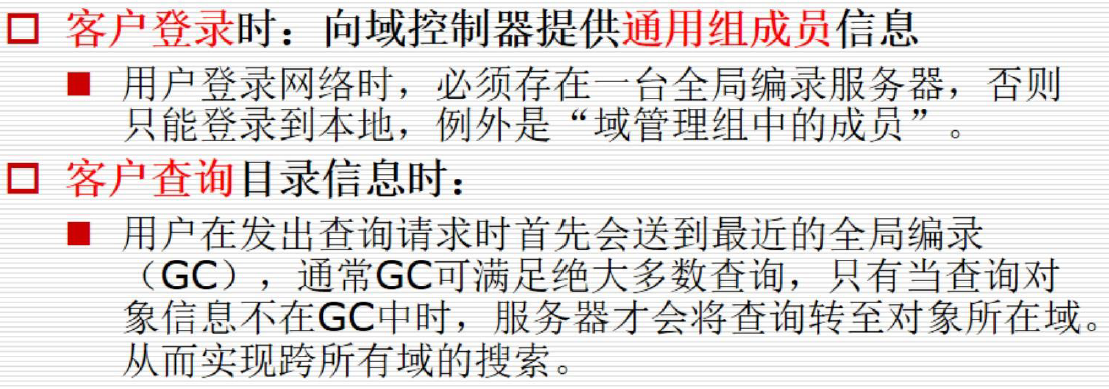 客户登录时：向域控制器提供通用组成员信息
用户登录网络时，必须存在一台全局编录服务器，否则
只能登录到本地，例外是“域管理组中的成员”。
客户查询目录信息时：
用户在发出查询请求时首先会送到最近的全局编录
（GC），通常GC可满足绝大多数查询，只有当查询对
象信息不在GC中时，服务器才会将查询转至对象所在域。
从而实现跨所有域的搜索。